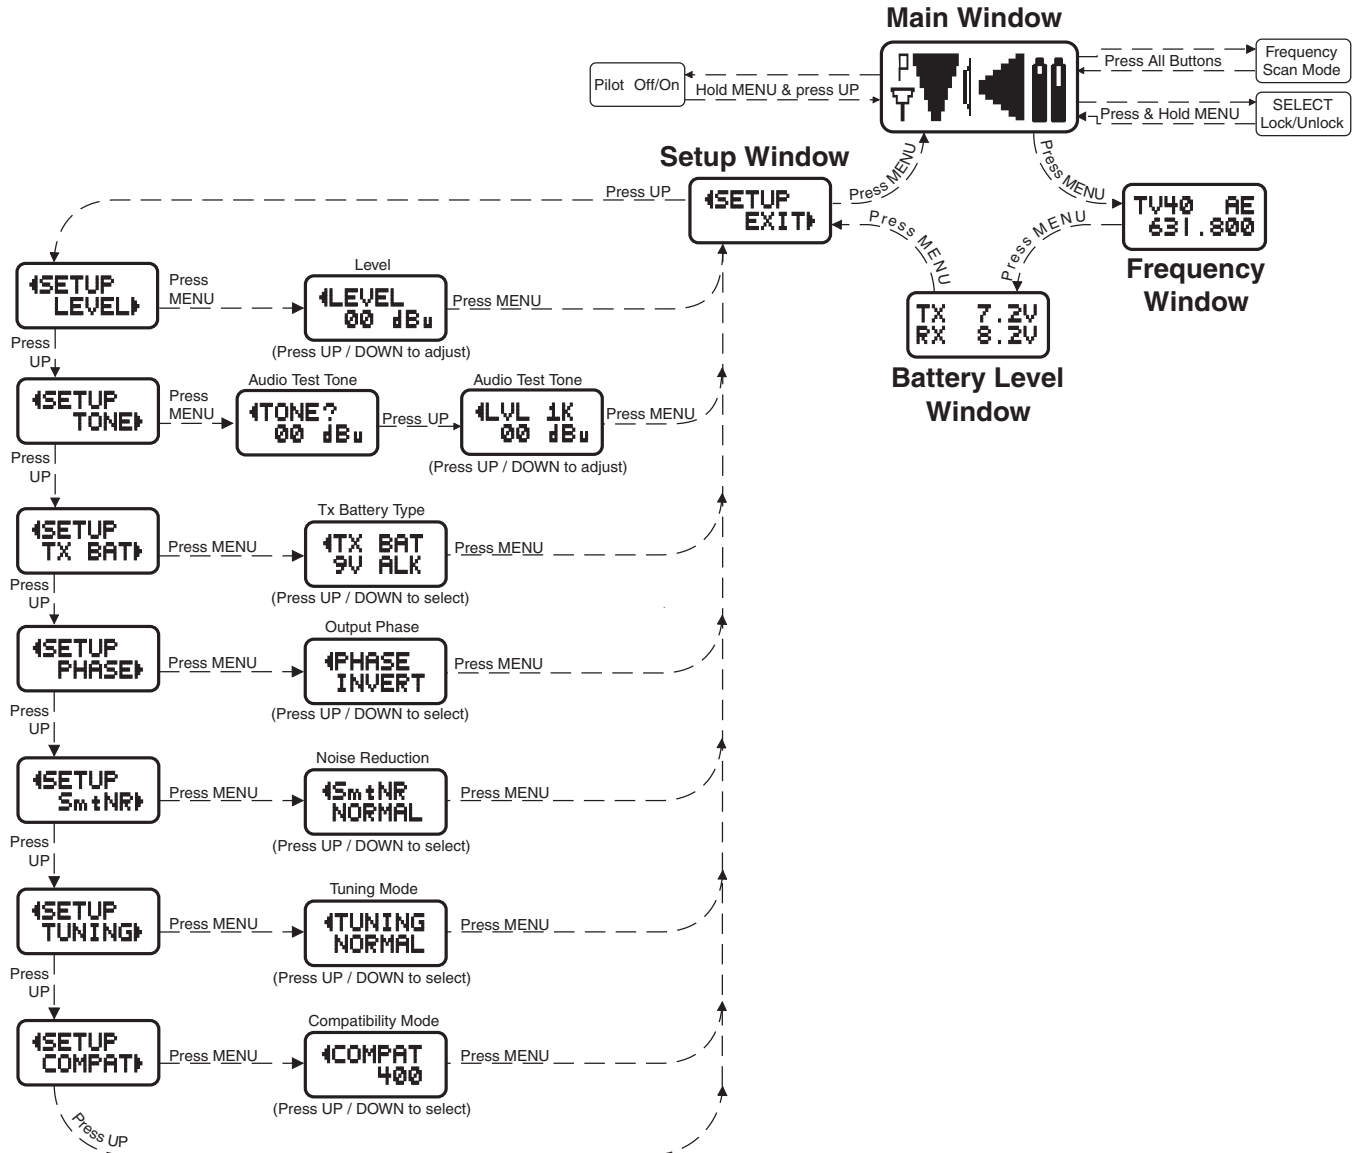 Main Window
Pilot Off/On
Hold MENU & press UP
Press All Buttons
Frequency
Scan Mode
Press & Hold MENU
SELECT
Lock/Unlock
Press MENU
Press MENU
Setup Window
SETUP
EXIT
Press UP
Press MENU
Press MENU
TV40 AE
631.800
Frequency
Window
TX 7.2V
RX 8.2V
Battery Level
Window
SETUP
LEVEL
Press
MENU
Level
LEVEL
00 dBu
(Press UP / DOWN to adjust)
Press MENU
Press
UP
SETUP
TONE
Press
MENU
Audio Test Tone
TONE?
00 dBu
Press UP
Audio Test Tone
LVL 1K
00 dBu
(Press UP / DOWN to adjust)
Press MENU
Press
UP
SETUP
TX BAT
Press MENU
Tx Battery Type
TX BAT
9V ALK
(Press UP / DOWN to select)
Press MENU
Press
UP
SETUP
PHASE
Press MENU
Output Phase
PHASE
INVERT
(Press UP / DOWN to select)
Press MENU
Press
UP
SETUP
SmtNR
Press MENU
Noise Reduction
SmtNR
NORMAL
(Press UP / DOWN to select)
Press MENU
Press
UP
SETUP
TUNING
Press MENU
Tuning Mode
TUNING
NORMAL
(Press UP / DOWN to select)
Press MENU
Press
UP
SETUP
COMPAT
Press MENU
Compatibility Mode
COMPAT
400
(Press UP / DOWN to select)
Press MENU
Press UP